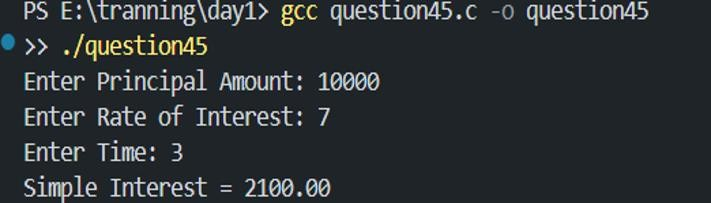 PS E:\tranning\day1> gcc question45.c -o question45
>> ./question45
Enter Principal Amount: 10000
Enter Rate of Interest: 7
Enter Time: 3
Simple Interest = 2100.00